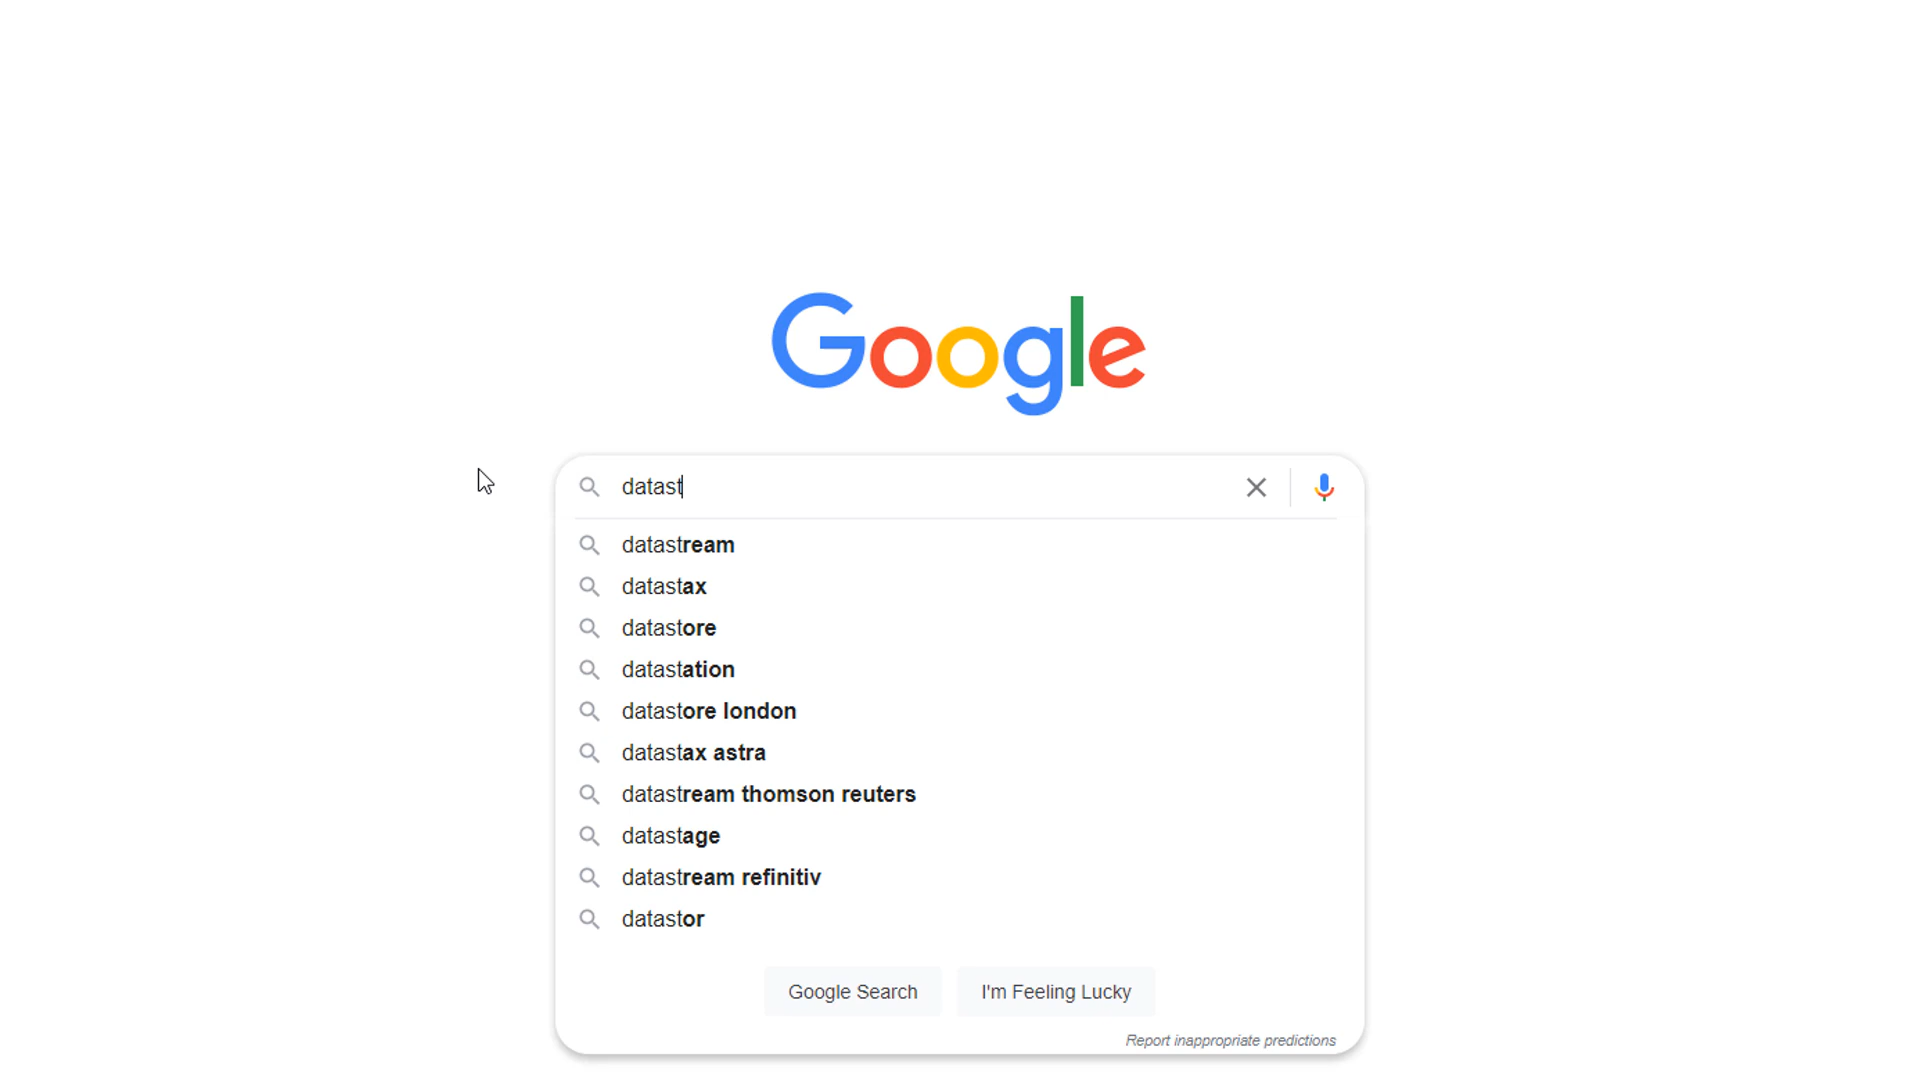 Google
datast
datastream
datastax
datastore
datastation
datastore london
datastax astra
datastream thomson reuters
datastage
datastream refinitiv
datastor
Google Search I'm Feeling Lucky
Report inappropriate predictions